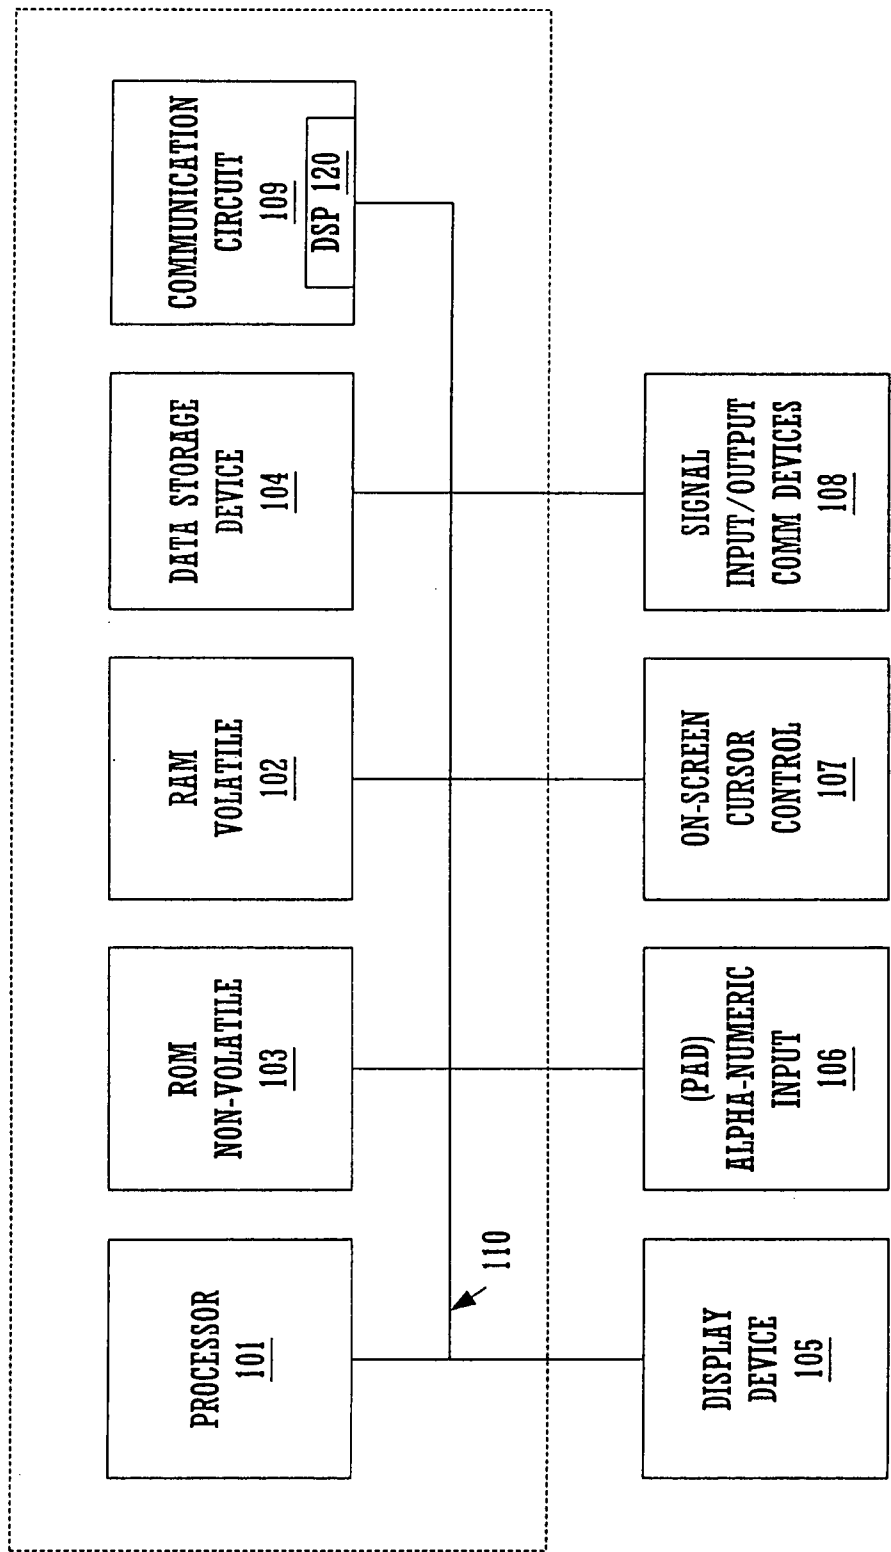 PROCESSOR
101
ROM
NON-VOLATILE
103
RAM
VOLATILE
102
DATA STORAGE
DEVICE
104
COMMUNICATION
CIRCUIT
109
DSP 120
110
DISPLAY
DEVICE
105
(PAD)
ALPHA-NUMERIC
INPUT
106
ON-SCREEN
CURSOR
CONTROL
107
SIGNAL
INPUT/OUTPUT
COMM DEVICES
108